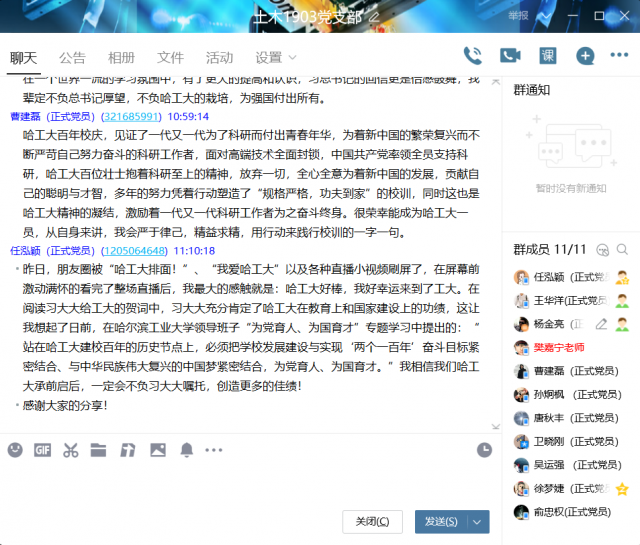 土木1903党支部
举报
聊天 公告 相册 文件 活动 设置
课
在一个世界一流的学习氛围中，有了更大的提高和认识，习总书记的回信更是倍感鼓舞，我
辈定不负总书记厚望，不负哈工大的栽培，为强国付出所有。
曹建磊（正式党员）(321685991) 10:59:14
哈工大百年校庆，见证了一代又一代为了科研而付出青春年华，为着新中国的繁荣复兴而不
断严苛自己努力奋斗的科研工作者，面对高端技术全面封锁，中国共产党率领全员支持科
研，哈工大百位壮士抱着科研至上的精神，放弃一切，全心全意为着新中国的发展，贡献自
己的聪明与才智，多年的努力凭着行动塑造了“规格严格，功夫到家”的校训，同时这也是
哈工大精神的凝结，激励着一代又一代科研工作者为之奋斗终身。很荣幸能成为哈工大一
员，从自身来讲，我会严于律己，精益求精，用行动来践行校训的一字一句。
任泓颖（正式党员）(1205064648) 11:10:18
昨日，朋友圈被“哈工大排面！”、“我爱哈工大”以及各种直播小视频刷屏了，在屏幕前
激动满怀的看完了整场直播后，我最大的感触就是：哈工大好棒，我好幸运来到了工大。在
阅读习大大给工大的贺词中，习大大充分肯定了哈工大在教育上和国家建设上的功绩，这让
我想起了日前，在哈尔滨工业大学领导班子“为党育人、为国育才”专题学习中提出的：“
站在哈工大建校百年的历史节点上，必须把学校发展建设与实现‘两个一百年’奋斗目标紧
密结合、与中华民族伟大复兴的中国梦紧密结合，为党育人、为国育才。”我相信我们哈工
大承前启后，一定会不负习大大嘱托，创造更多的佳绩！
感谢大家的分享！
GIF
关闭(C) 发送(S)
群通知
暂时没有新通知
群成员 11/11
任泓颖（正式党员
王华洋(正式党员)
杨金亮（正
樊嘉宁老师
曹建磊（正式党员）
孙炯枫 （正式党员）
唐秋丰（正式党员）
卫晓刚（正式党员）
吴运强 （正式党员）
徐梦婕（正式党员
俞忠权(正式党员)